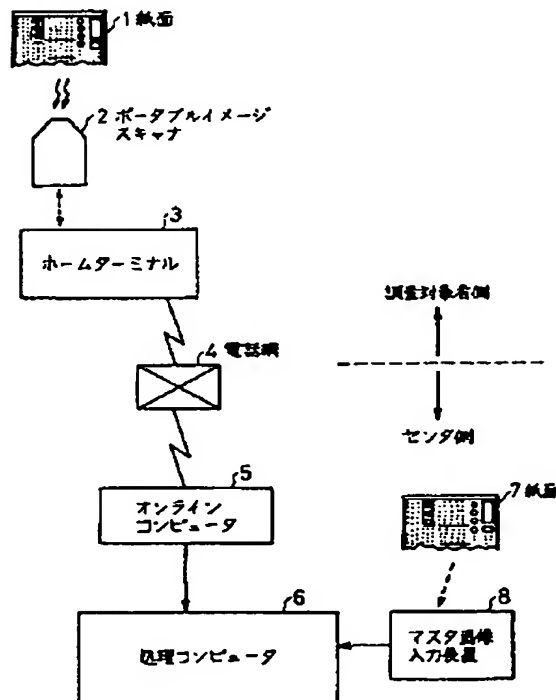 1 紙面
2 ポータブルイメージ
スキャナ
3
ホームターミナル
4 電話網
調査対象者側
センタ側
5
オンライン
コンピュータ
7 紙面
6
処理コンピュータ
8
マスタ画像
入力装置